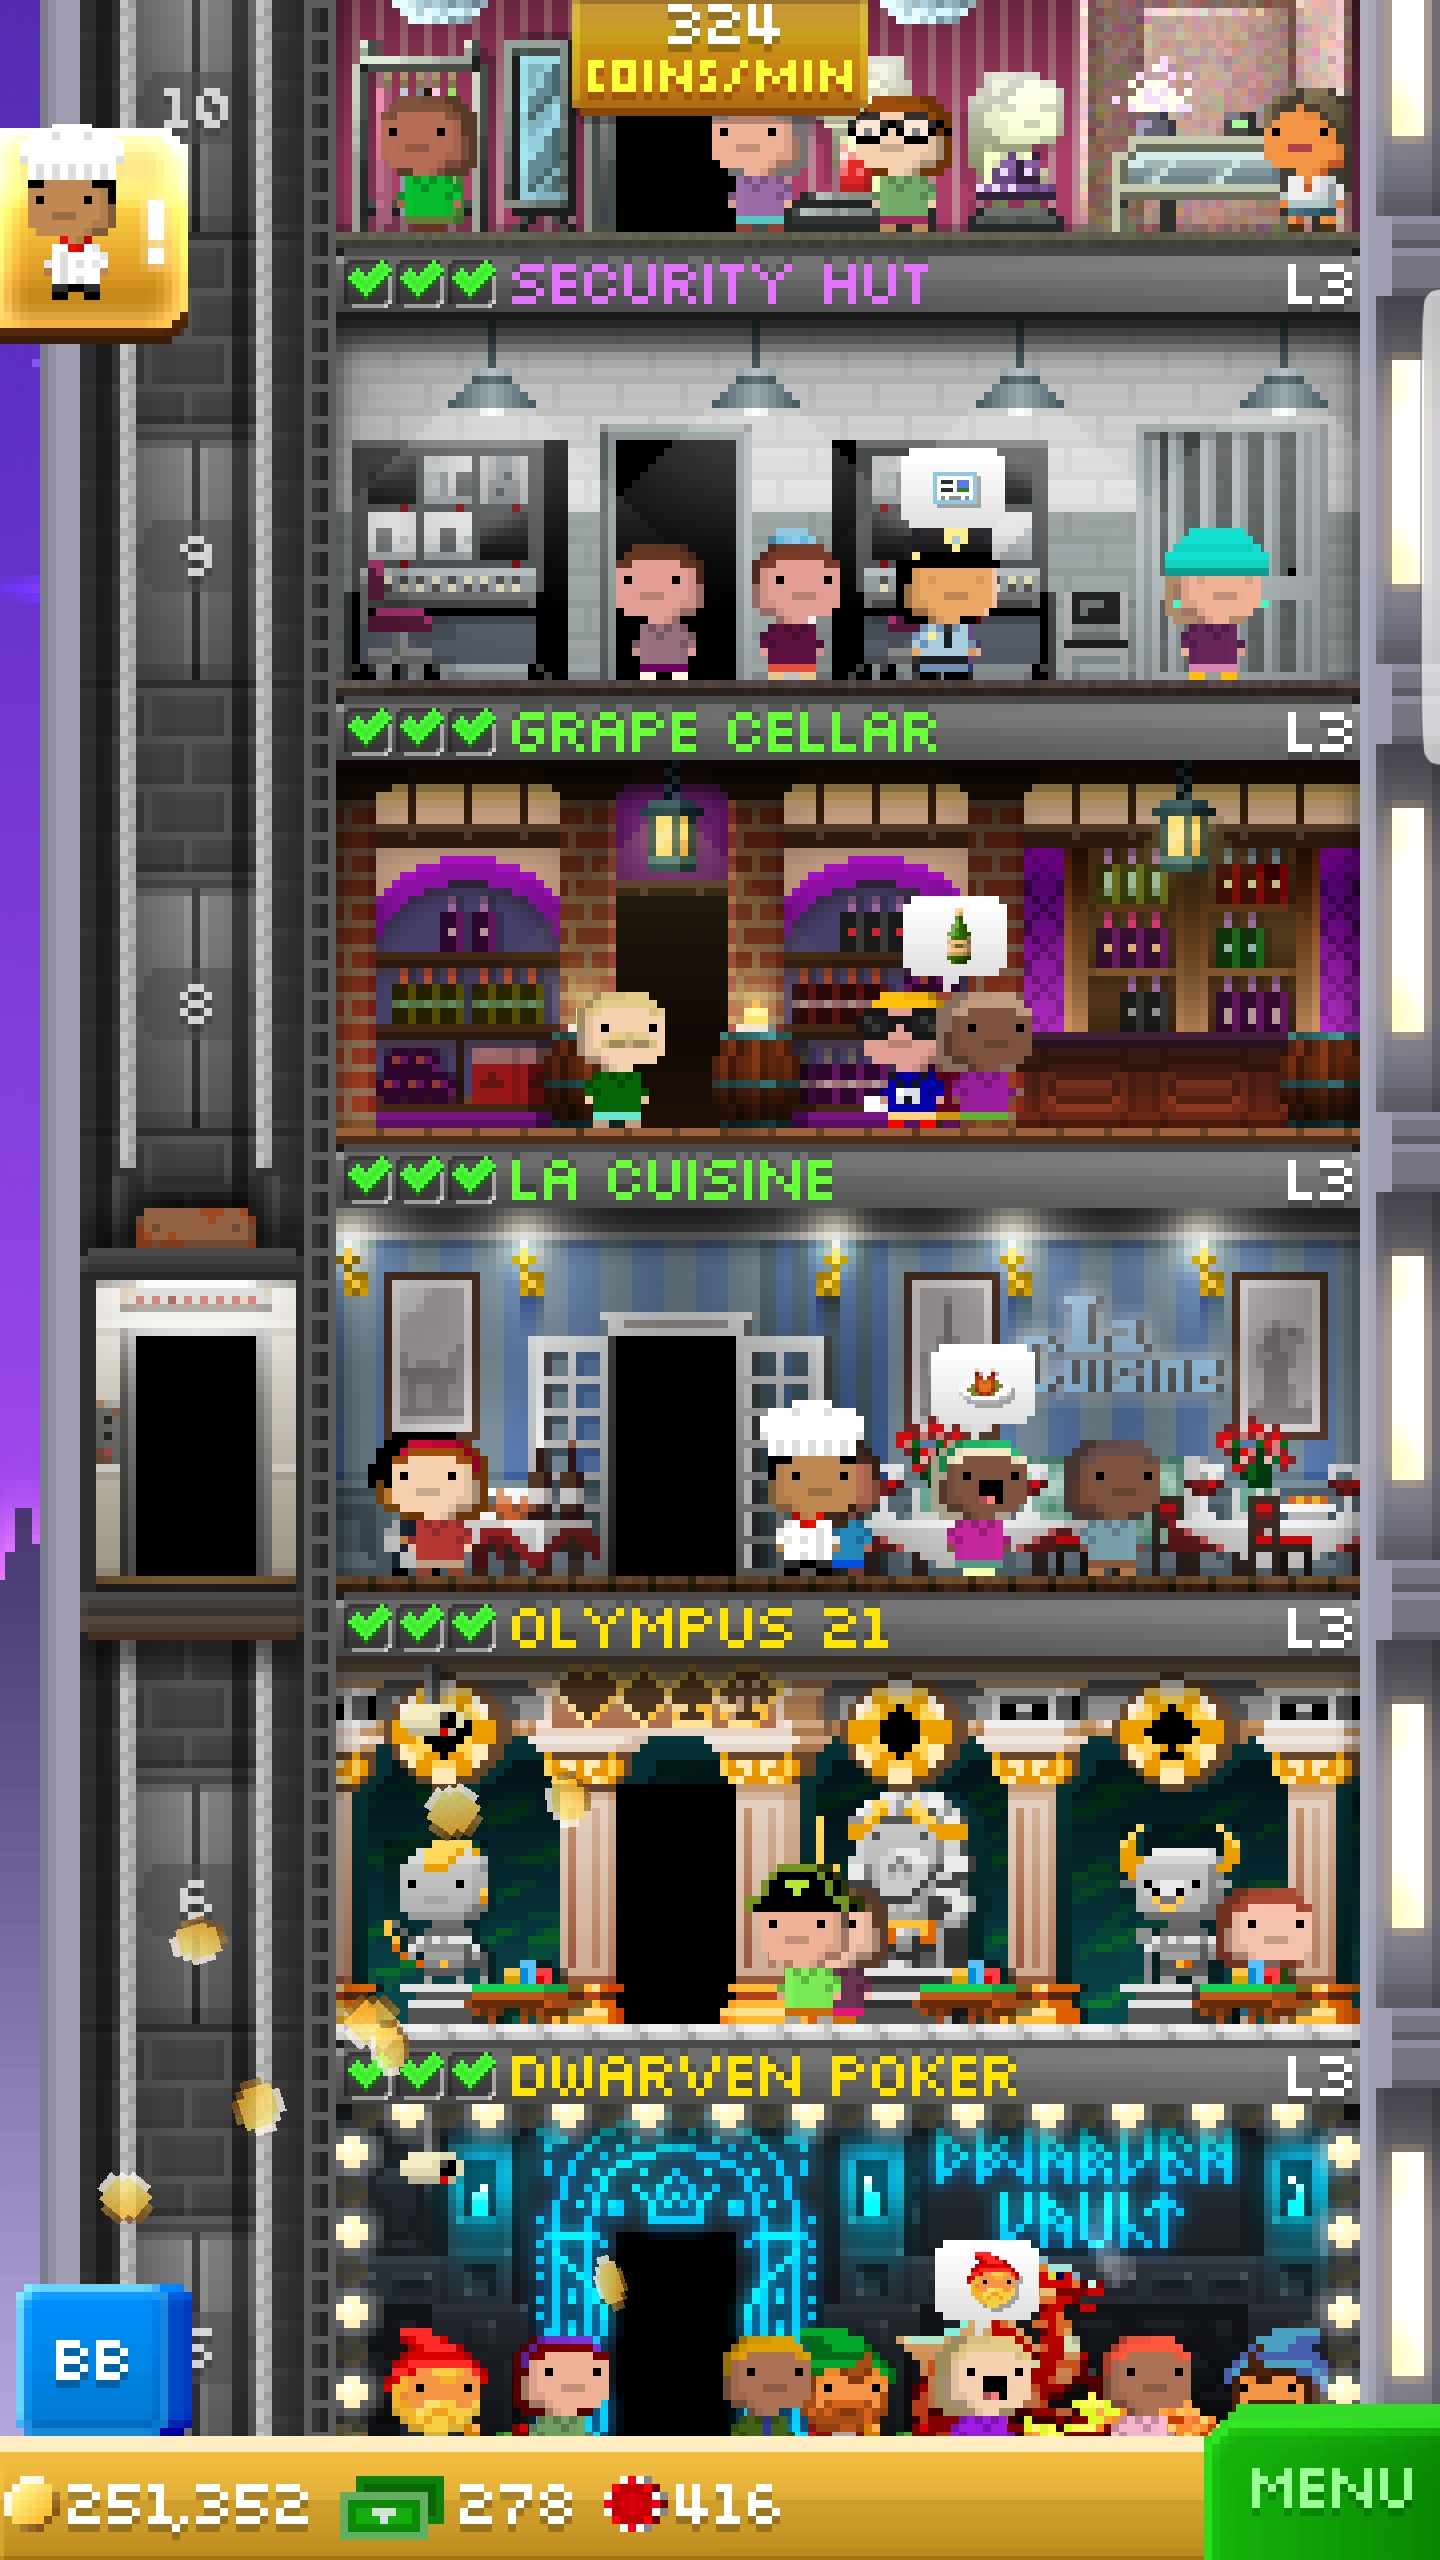 324
COINS/MIN
10
!
SECURITY HUT L3
9
GRAPE CELLAR L3
8
LA CUISINE L3
La
Cuisine
OLYMPUS 21 L3
DWARVEN POKER L3
DWARVEN
VAULT
BB
5
251,352 278 416
MENU